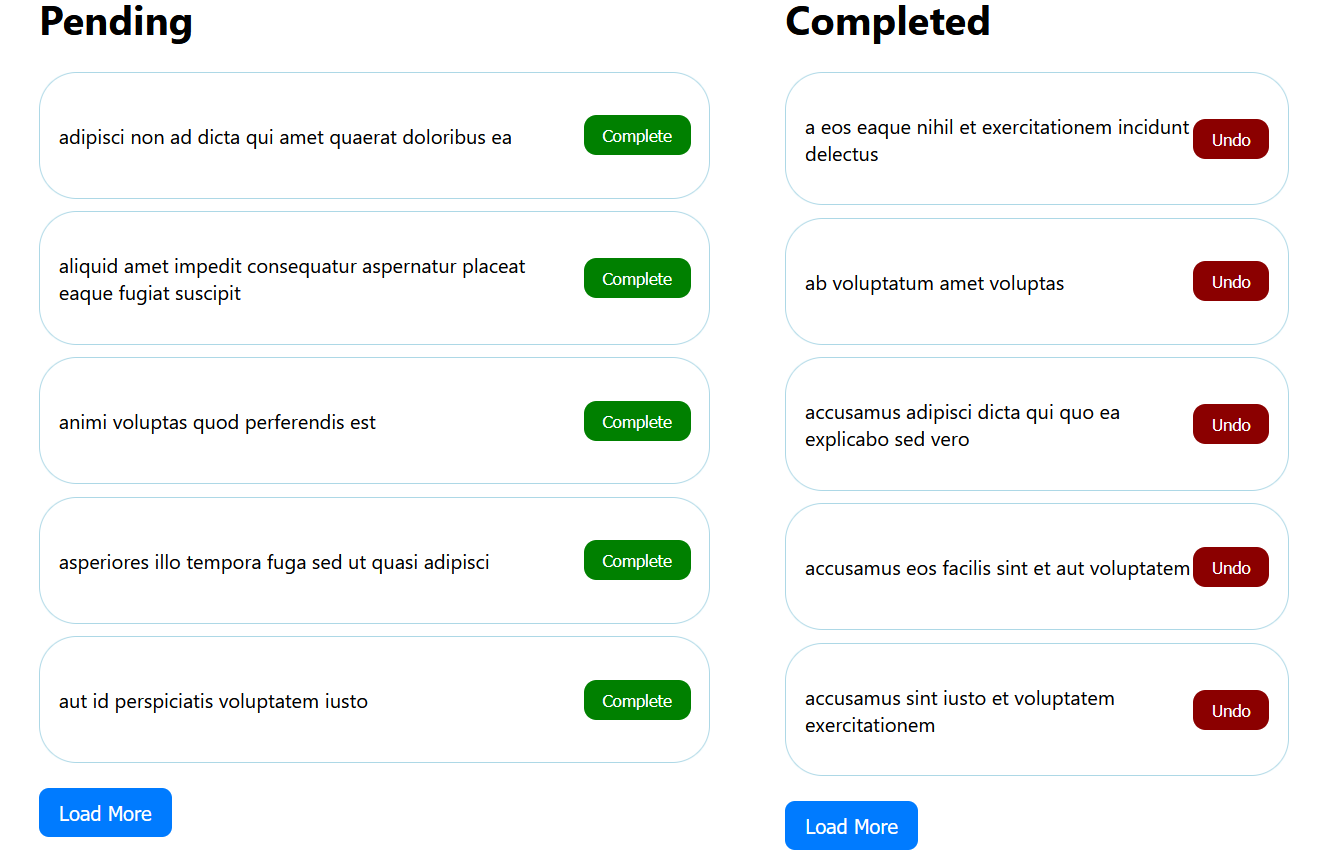 Pending
adipisci non ad dicta qui amet quaerat doloribus ea
Complete
aliquid amet impedit consequatur aspernatur placeat
eaque fugiat suscipit
Complete
animi voluptas quod perferendis est
Complete
asperiores illo tempora fuga sed ut quasi adipisci
Complete
aut id perspiciatis voluptatem iusto
Complete
Load More
Completed
a eos eaque nihil et exercitationem incidunt
delectus
Undo
ab voluptatum amet voluptas
Undo
accusamus adipisci dicta qui quo ea
explicabo sed vero
Undo
accusamus eos facilis sint et aut voluptatem
Undo
accusamus sint iusto et voluptatem
exercitationem
Undo
Load More